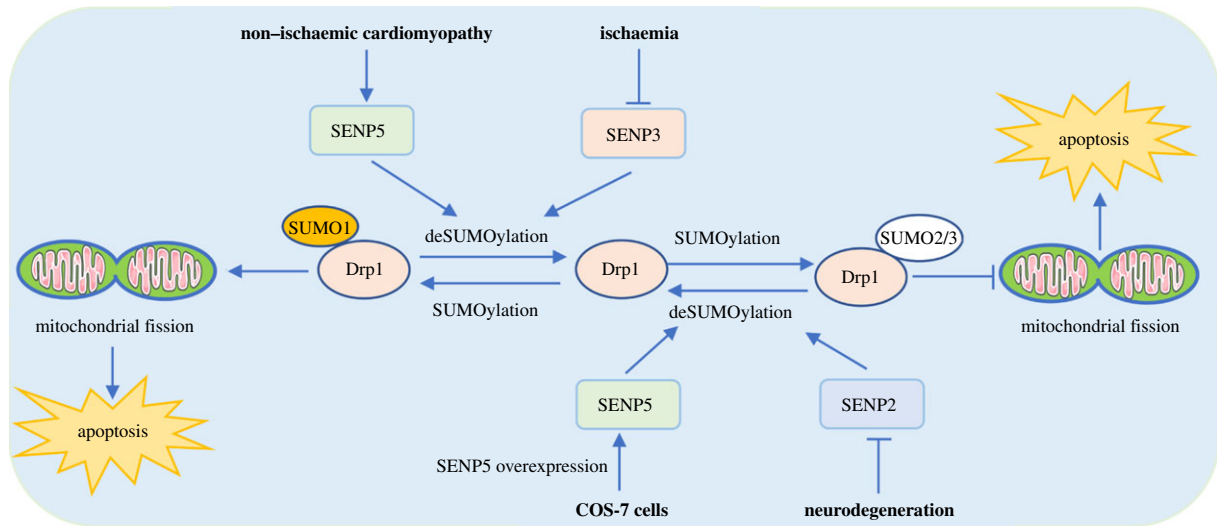 non–ischaemic cardiomyopathy
ischaemia
SENP5
SENP3
apoptosis
SUMO1
deSUMOylation
SUMOylation
SUMO2/3
Drp1
Drp1
Drp1
SUMOylation
deSUMOylation
mitochondrial fission
mitochondrial fission
SENP5
SENP2
apoptosis
SENP5 overexpression
COS-7 cells
neurodegeneration